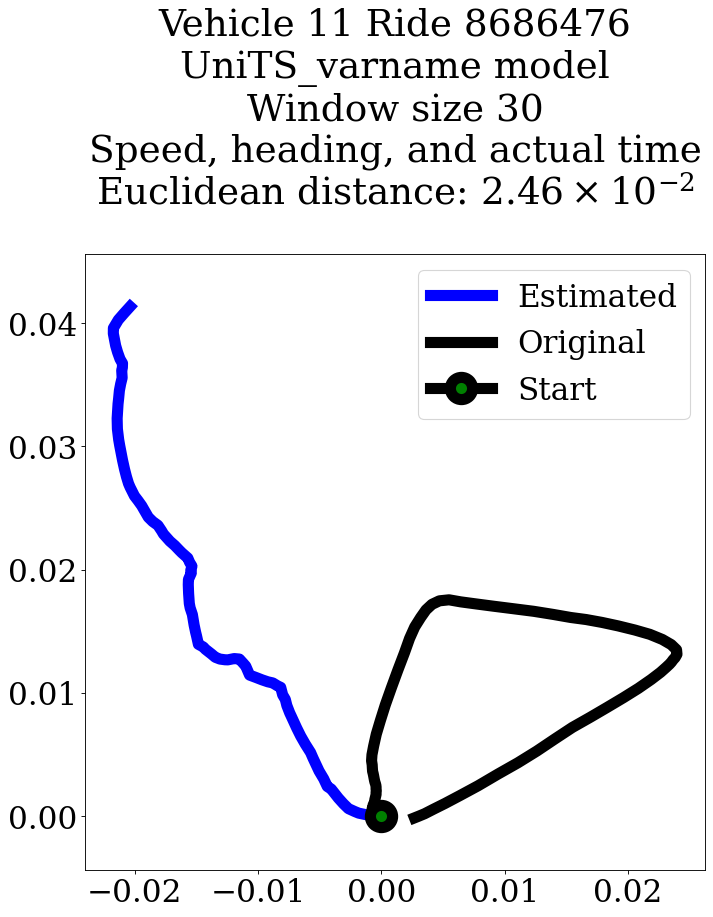 Vehicle 11 Ride 8686476
UniTS_varname model
Window size 30
Speed, heading, and actual time
Euclidean distance: 2.46 × 10⁻²
Estimated
Original
Start
0.04
0.03
0.02
0.01
0.00
−0.02 −0.01 0.00 0.01 0.02